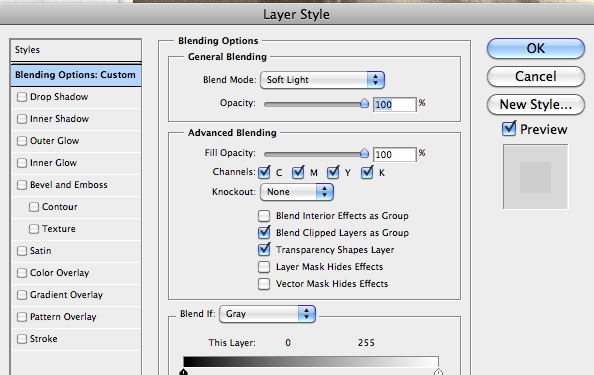 Layer Style
Styles
Blending Options: Custom
Drop Shadow
Inner Shadow
Outer Glow
Inner Glow
Bevel and Emboss
Contour
Texture
Satin
Color Overlay
Gradient Overlay
Pattern Overlay
Stroke
Blending Options
General Blending
Blend Mode: Soft Light
Opacity: 100 %
Advanced Blending
Fill Opacity: 100 %
Channels: C M Y K
Knockout: None
Blend Interior Effects as Group
Blend Clipped Layers as Group
Transparency Shapes Layer
Layer Mask Hides Effects
Vector Mask Hides Effects
Blend If: Gray
This Layer: 0 255
OK
Cancel
New Style...
Preview